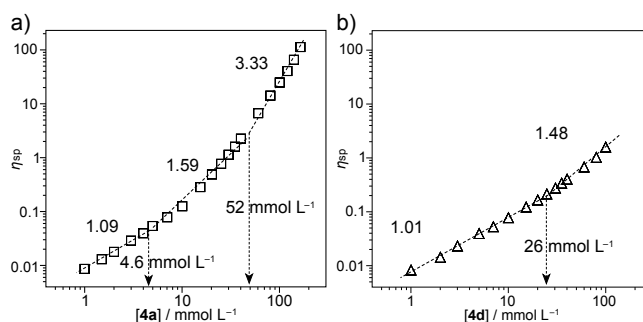 a)
100
10
1
0.1
0.01
ηsp
3.33
1.59
1.09
52 mmol L⁻¹
4.6 mmol L⁻¹
1
10
100
[4a] / mmol L⁻¹
b)
100
10
1
0.1
0.01
ηsp
1.48
1.01
26 mmol L⁻¹
1
10
100
[4d] / mmol L⁻¹